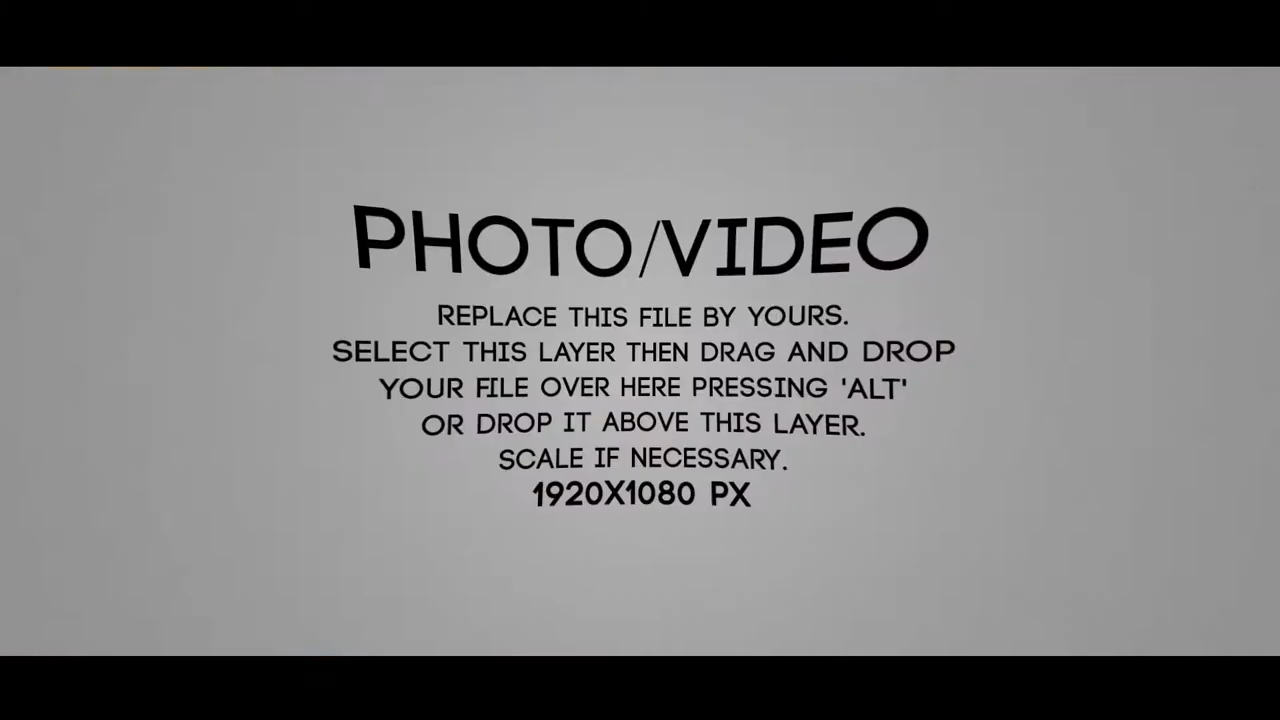 PHOTO/VIDEO
REPLACE THIS FILE BY YOURS.
SELECT THIS LAYER THEN DRAG AND DROP
YOUR FILE OVER HERE PRESSING 'ALT'
OR DROP IT ABOVE THIS LAYER.
SCALE IF NECESSARY.
1920X1080 PX